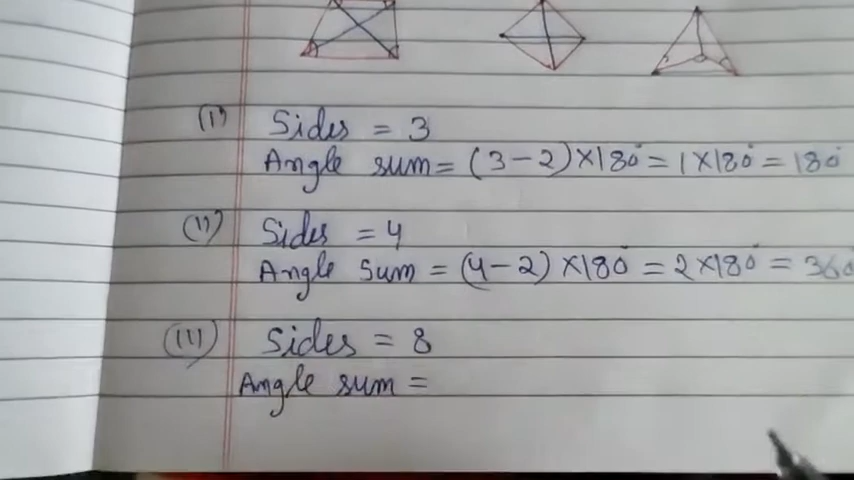 (i) Sides = 3
Angle sum = (3-2)×180° = 1×180° = 180°
(ii) Sides = 4
Angle sum = (4-2)×180° = 2×180° = 360°
(iii) Sides = 8
Angle sum =